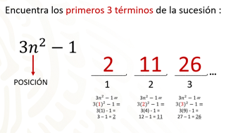 Encuentra los primeros 3 términos de la sucesión :
3n² − 1
POSICIÓN
2 11 26 ...
1 2 3
3n² − 1 = 3n² − 1 = 3n² − 1 =
3(1)² − 1 = 3(2)² − 1 = 3(3)² − 1 =
3(1) − 1 = 3(4) − 1 = 3(9) − 1 =
3 − 1 = 2 12 − 1 = 11 27 − 1 = 26